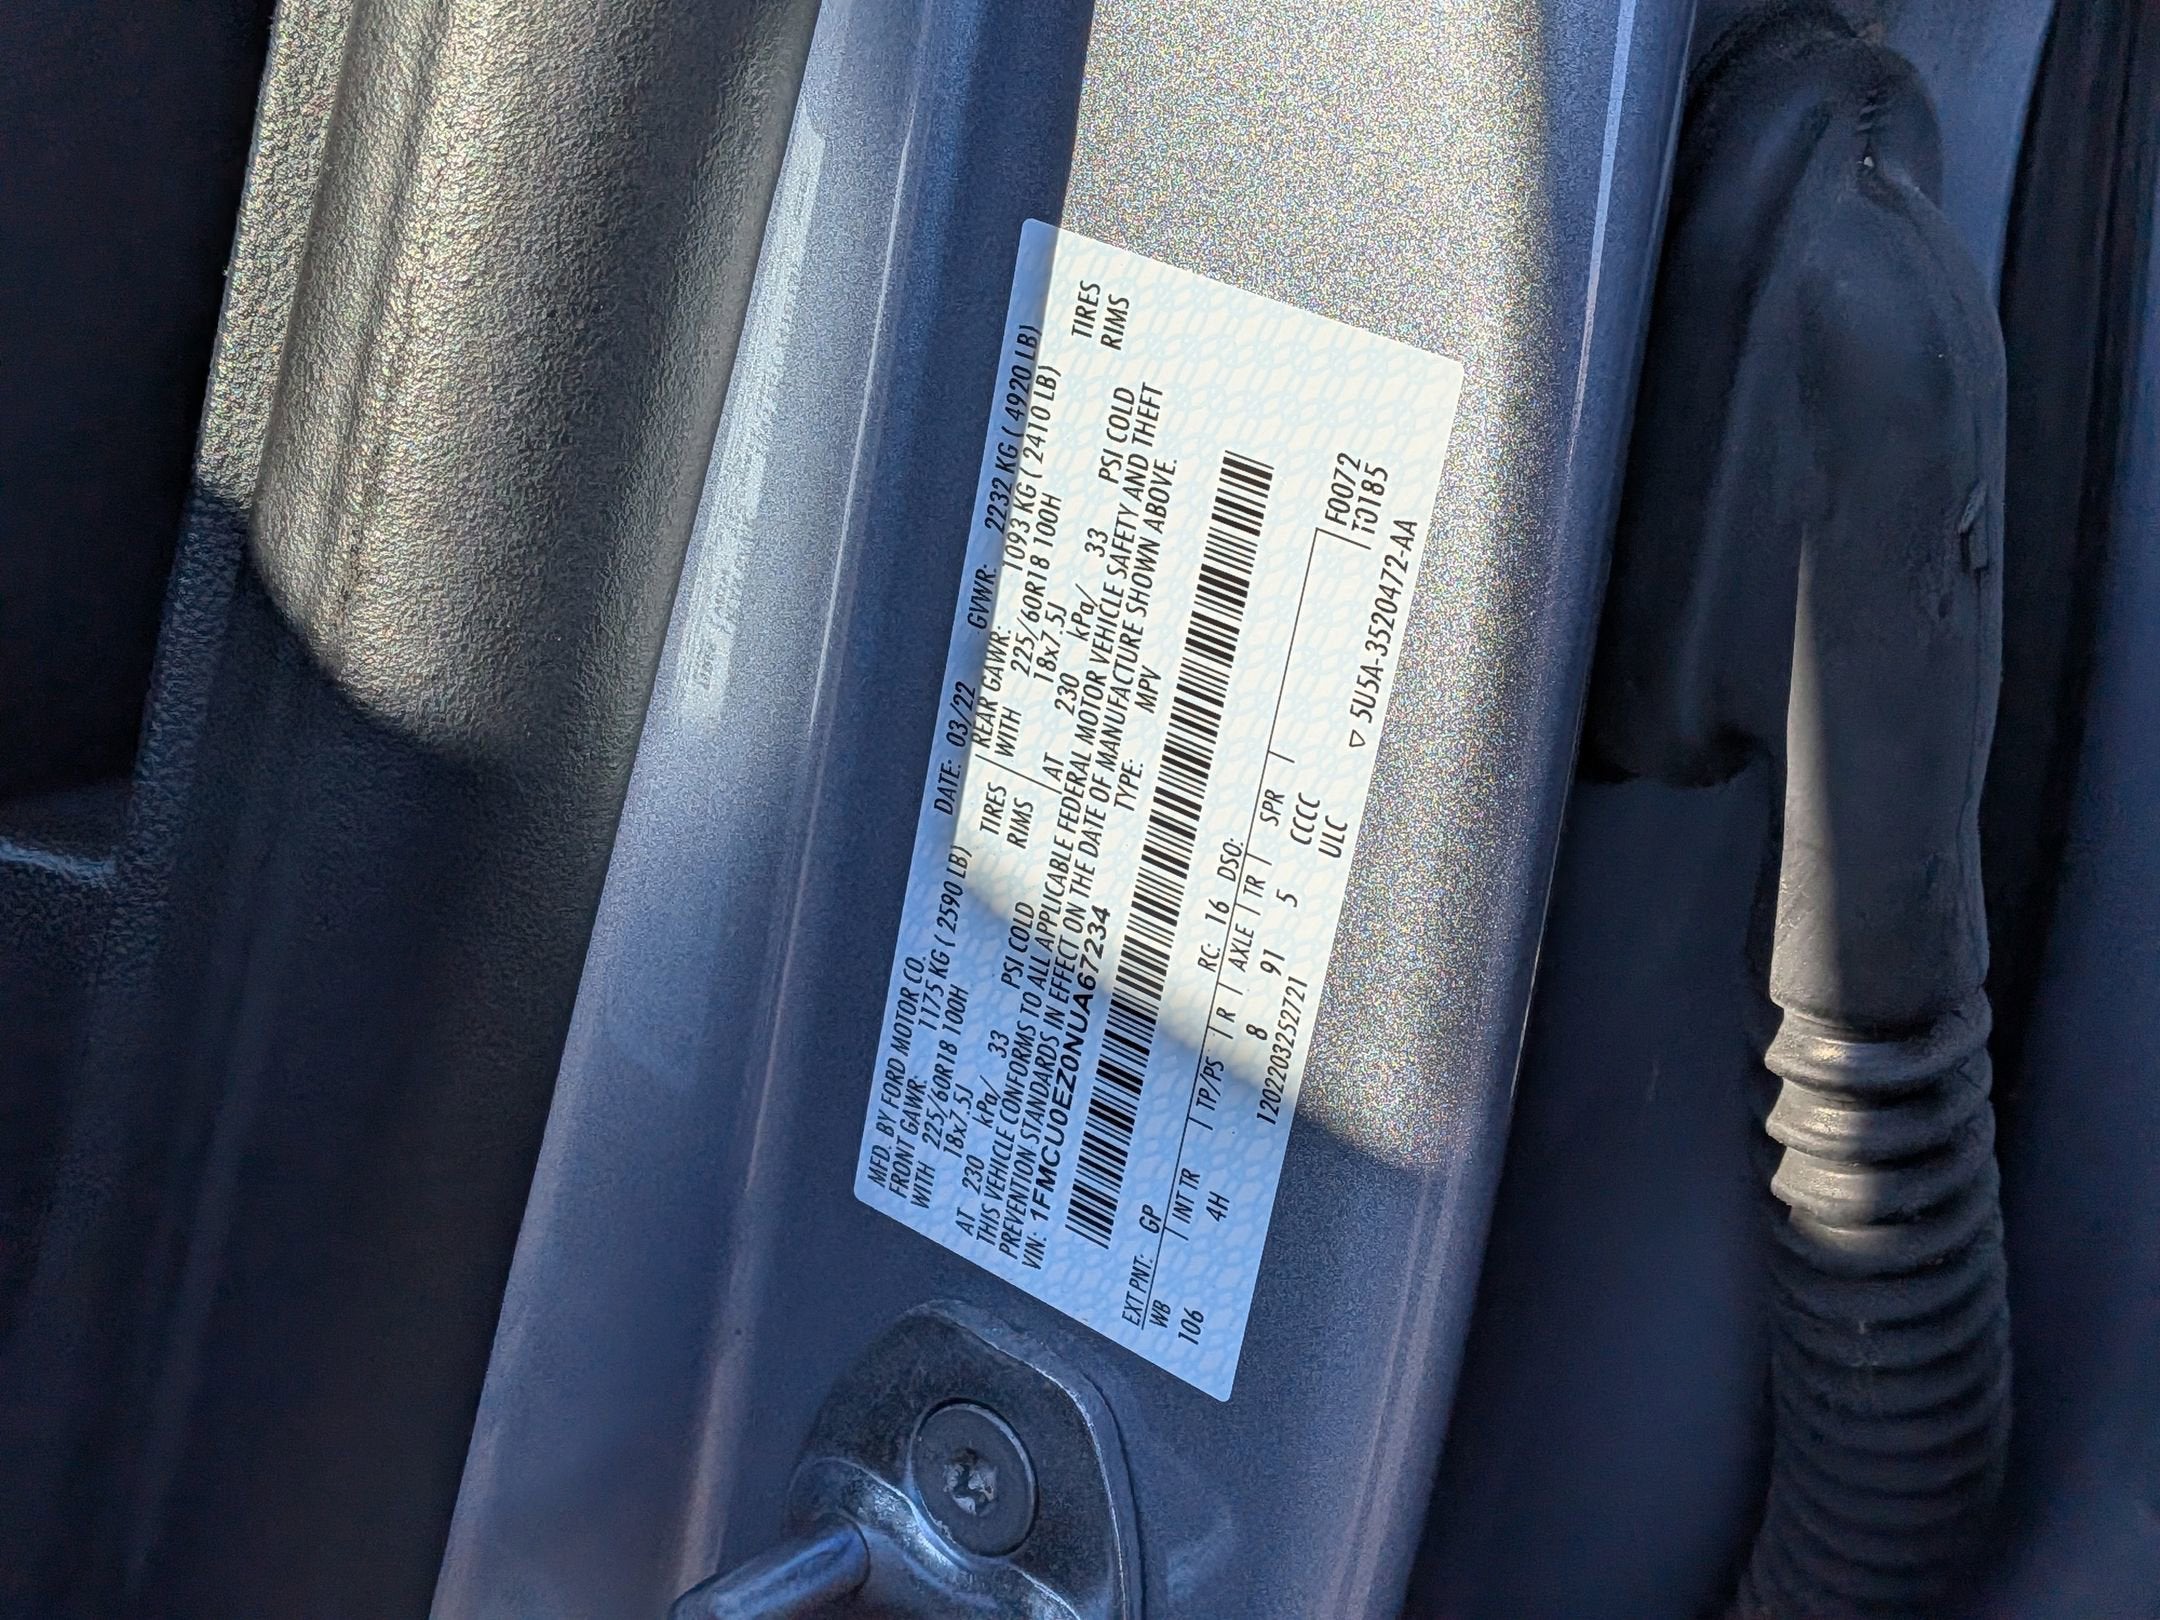 MFD. BY FORD MOTOR CO. DATE: 03/22 GVWR: 2232 KG ( 4920 LB)
FRONT GAWR: 1175 KG ( 2590 LB) REAR GAWR: 1093 KG ( 2410 LB)
WITH 225/60R18 100H TIRES WITH 225/60R18 100H TIRES
18x7.5J RIMS 18x7.5J RIMS
AT 230 kPa/ 33 PSI COLD AT 230 kPa/ 33 PSI COLD
THIS VEHICLE CONFORMS TO ALL APPLICABLE FEDERAL MOTOR VEHICLE SAFETY AND THEFT
PREVENTION STANDARDS IN EFFECT ON THE DATE OF MANUFACTURE SHOWN ABOVE.
VIN: 1FMCU0EZ0NUA67234 TYPE: MPV
EXT PNT: GP RC: 16 DSO: F0072
WB INT TR TP/PS R AXLE TR SPR T0185
106 4H 8 91 5 CCCC
1202203252721 ULC ▽ 5U5A-3520472-AA